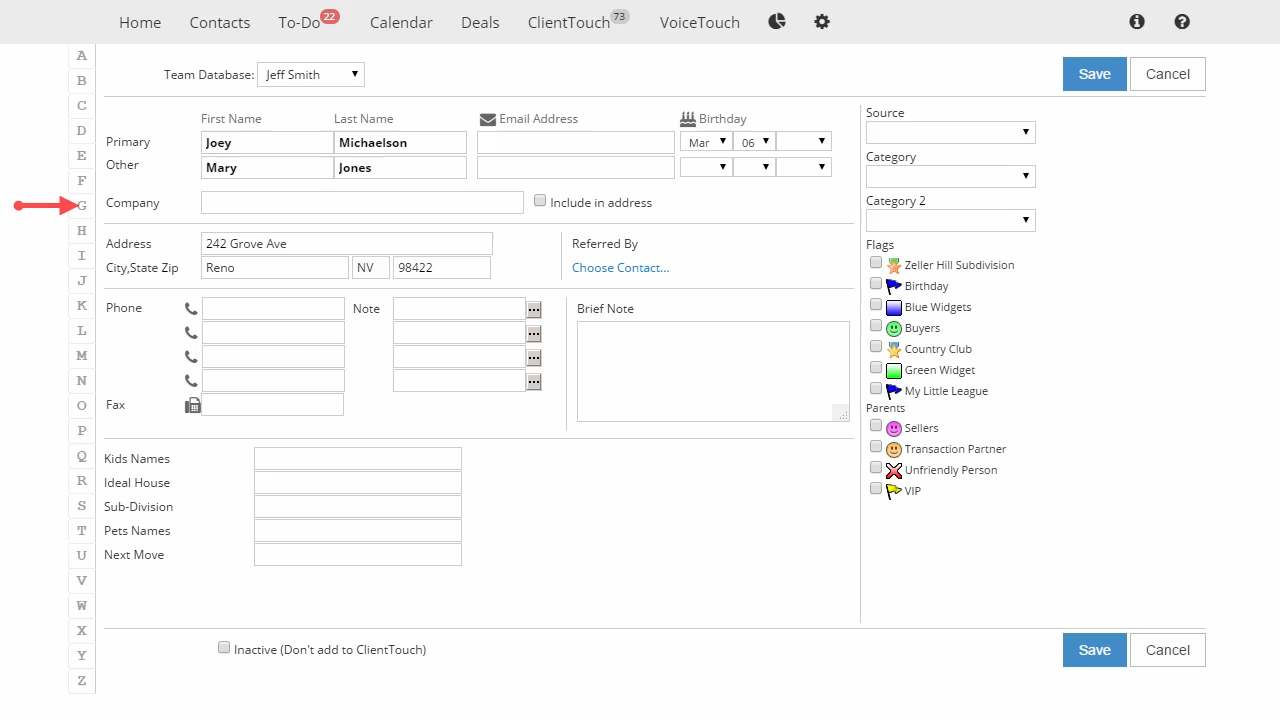 Home Contacts To-Do 22 Calendar Deals ClientTouch 73 VoiceTouch
A
B
C
D
E
F
G
H
I
J
K
L
M
N
O
P
Q
R
S
T
U
V
W
X
Y
Z
Team Database: Jeff Smith Save Cancel
First Name Last Name Email Address Birthday
Primary Joey Michaelson Mar 06
Other Mary Jones
Company Include in address
Address 242 Grove Ave Referred By
City,State Zip Reno NV 98422 Choose Contact...
Phone Note Brief Note
Fax
Kids Names
Ideal House
Sub-Division
Pets Names
Next Move
Source
Category
Category 2
Flags
Zeller Hill Subdivision
Birthday
Blue Widgets
Buyers
Country Club
Green Widget
My Little League
Parents
Sellers
Transaction Partner
Unfriendly Person
VIP
Inactive (Don't add to ClientTouch) Save Cancel